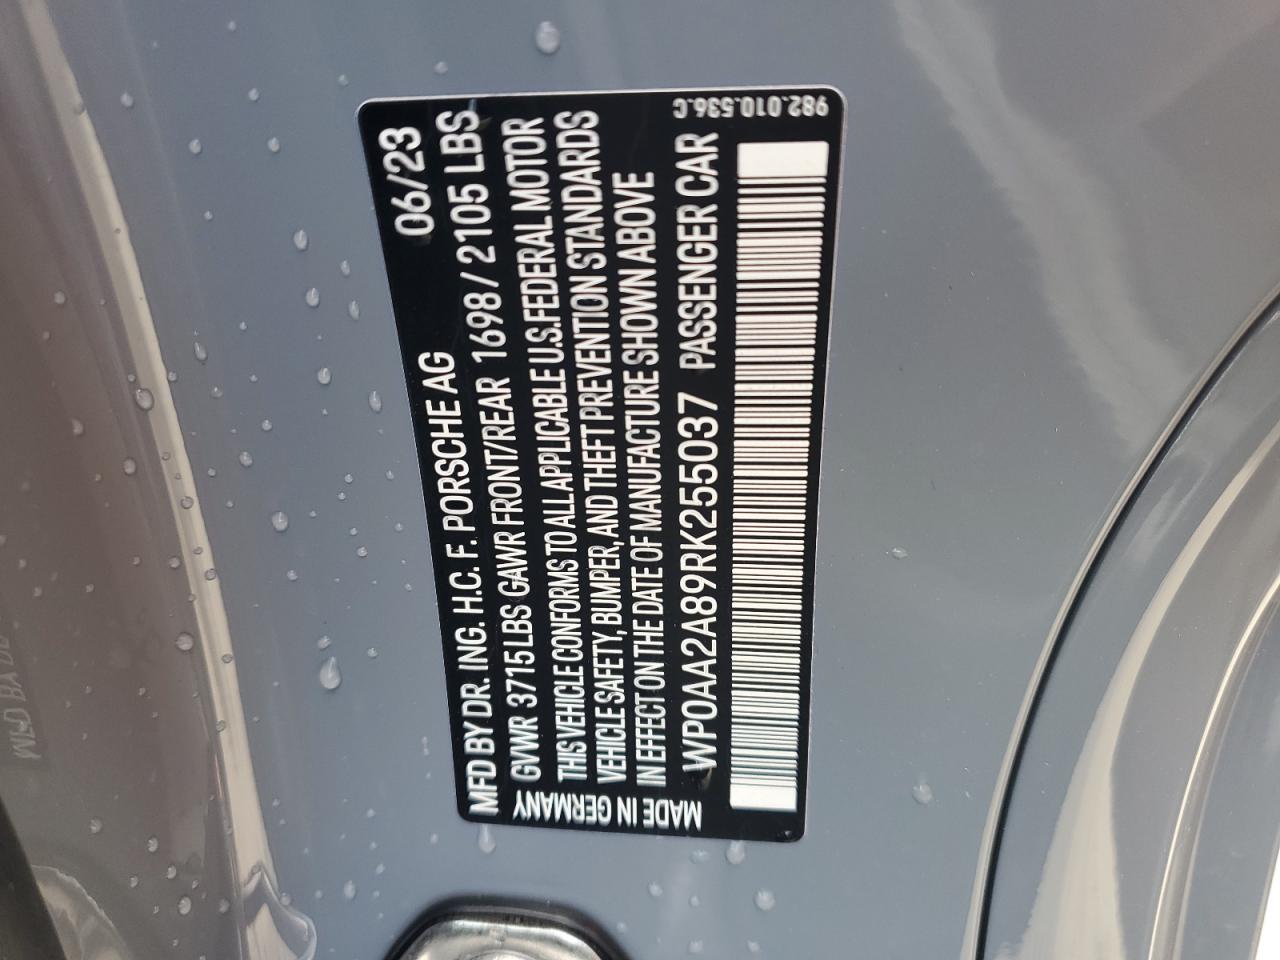 MFD BY DR. ING. H.C. F. PORSCHE AG 06/23
GVWR 3715 LBS GAWR FRONT/REAR 1698 / 2105 LBS
THIS VEHICLE CONFORMS TO ALL APPLICABLE U.S. FEDERAL MOTOR
VEHICLE SAFETY, BUMPER, AND THEFT PREVENTION STANDARDS
IN EFFECT ON THE DATE OF MANUFACTURE SHOWN ABOVE
WP0AA2A89RK255037 PASSENGER CAR
MADE IN GERMANY
982.010.536.C